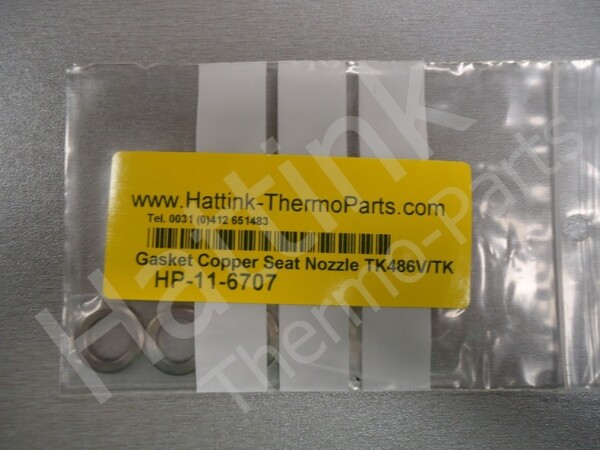 www.Hattink-ThermoParts.com
Tel. 0031 (0)412 651483
Gasket Copper Seat Nozzle TK486V/TK
HP-11-6707
Hattink
Thermo-Parts